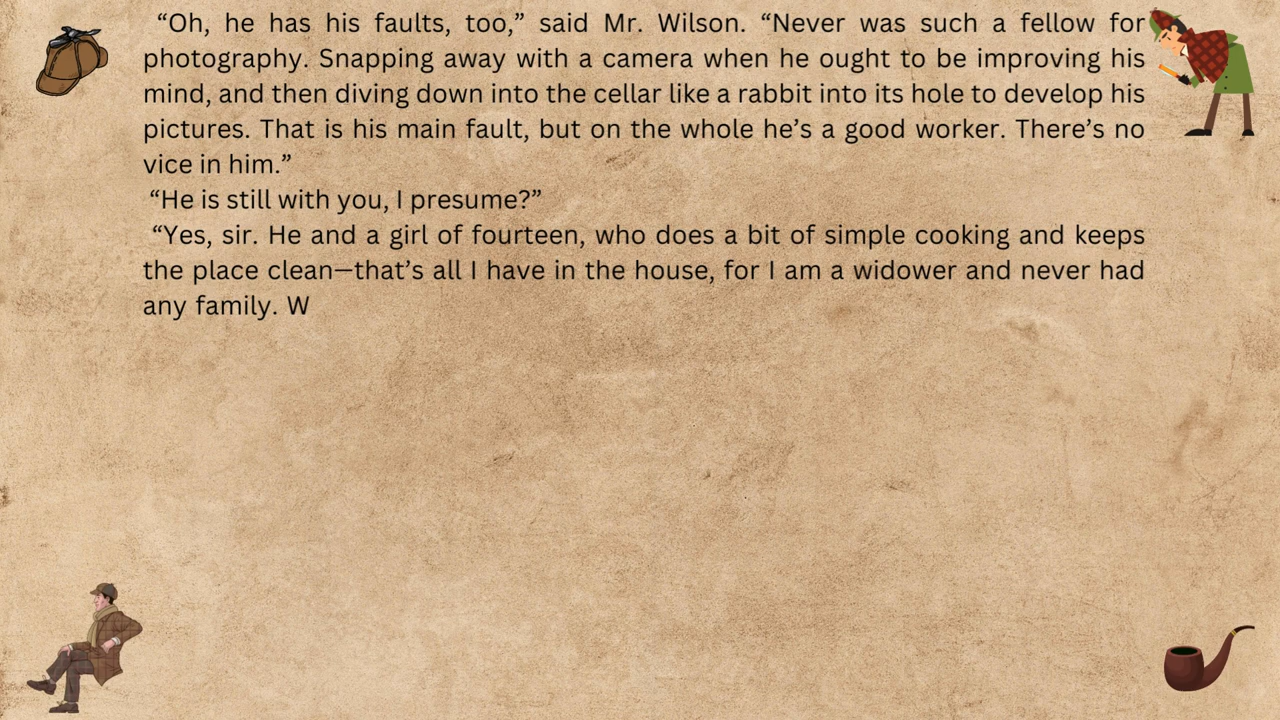 “Oh, he has his faults, too,” said Mr. Wilson. “Never was such a fellow for
photography. Snapping away with a camera when he ought to be improving his
mind, and then diving down into the cellar like a rabbit into its hole to develop his
pictures. That is his main fault, but on the whole he’s a good worker. There’s no
vice in him.”
“He is still with you, I presume?”
“Yes, sir. He and a girl of fourteen, who does a bit of simple cooking and keeps
the place clean—that’s all I have in the house, for I am a widower and never had
any family. W